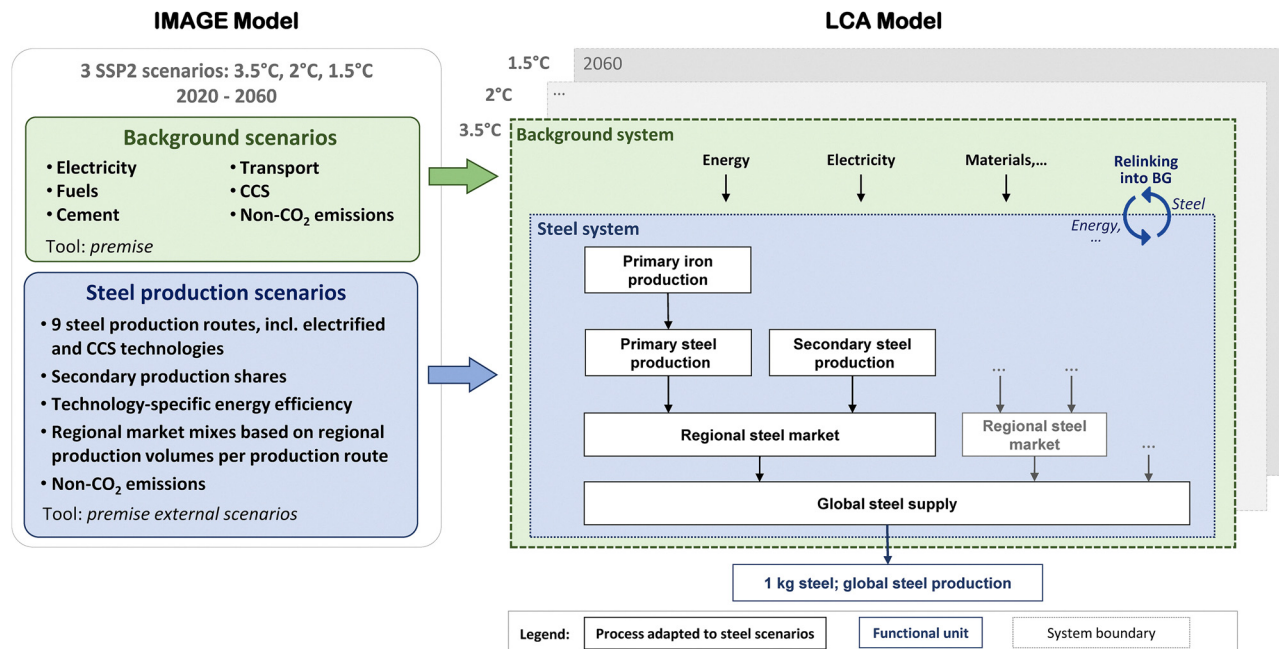 IMAGE Model
3 SSP2 scenarios: 3.5°C, 2°C, 1.5°C
2020 - 2060
Background scenarios
• Electricity
• Fuels
• Cement
• Transport
• CCS
• Non-CO₂ emissions
Tool: premise
Steel production scenarios
• 9 steel production routes, incl. electrified
and CCS technologies
• Secondary production shares
• Technology-specific energy efficiency
• Regional market mixes based on regional
production volumes per production route
• Non-CO₂ emissions
Tool: premise external scenarios
LCA Model
1.5°C
2060
2°C
...
3.5°C
Background system
Energy
Electricity
Materials,...
Relinking
into BG
Steel
Energy,
...
Steel system
Primary iron
production
Primary steel
production
Secondary steel
production
...
...
Regional steel market
Regional steel
market
...
Global steel supply
1 kg steel; global steel production
Legend:
Process adapted to steel scenarios
Functional unit
System boundary